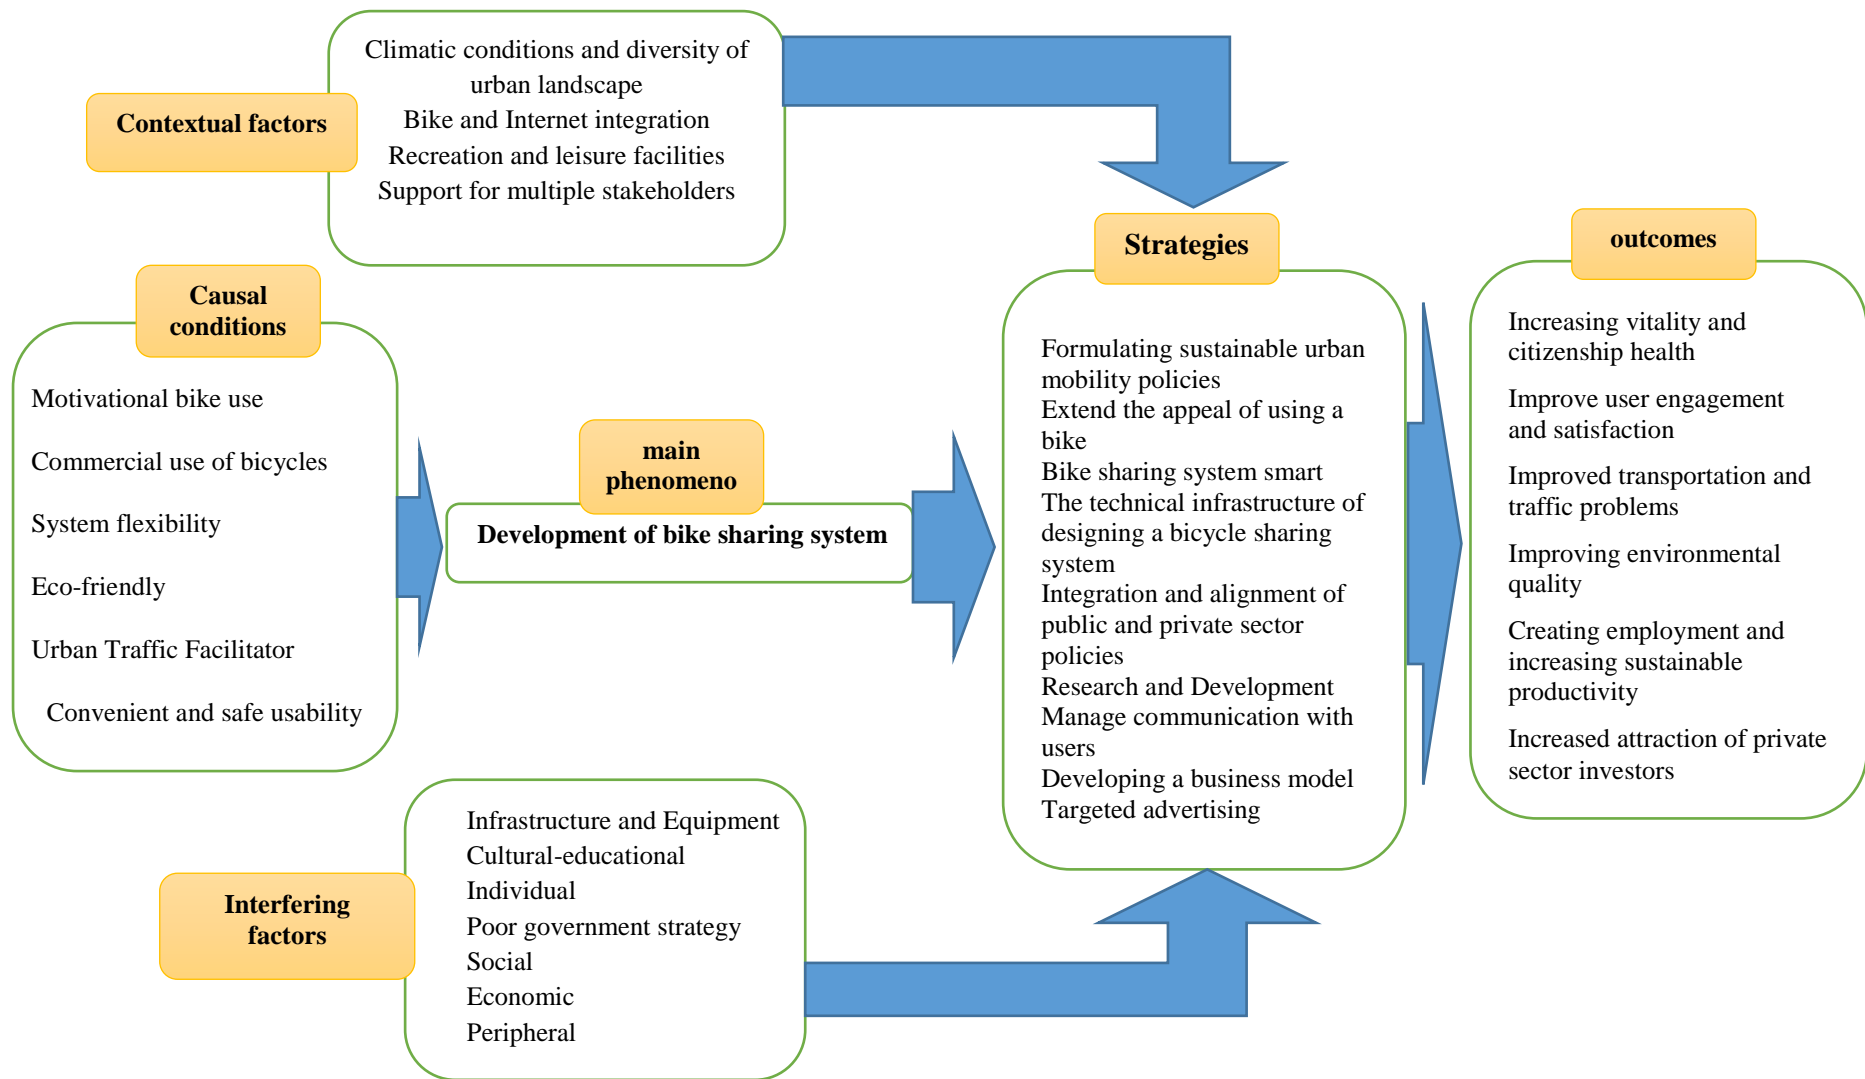 Contextual factors
Climatic conditions and diversity of
urban landscape
Bike and Internet integration
Recreation and leisure facilities
Support for multiple stakeholders
Causal
conditions
Motivational bike use
Commercial use of bicycles
System flexibility
Eco-friendly
Urban Traffic Facilitator
Convenient and safe usability
main
phenomeno
Development of bike sharing system
Interfering
factors
Infrastructure and Equipment
Cultural-educational
Individual
Poor government strategy
Social
Economic
Peripheral
Strategies
Formulating sustainable urban
mobility policies
Extend the appeal of using a
bike
Bike sharing system smart
The technical infrastructure of
designing a bicycle sharing
system
Integration and alignment of
public and private sector
policies
Research and Development
Manage communication with
users
Developing a business model
Targeted advertising
outcomes
Increasing vitality and
citizenship health
Improve user engagement
and satisfaction
Improved transportation and
traffic problems
Improving environmental
quality
Creating employment and
increasing sustainable
productivity
Increased attraction of private
sector investors